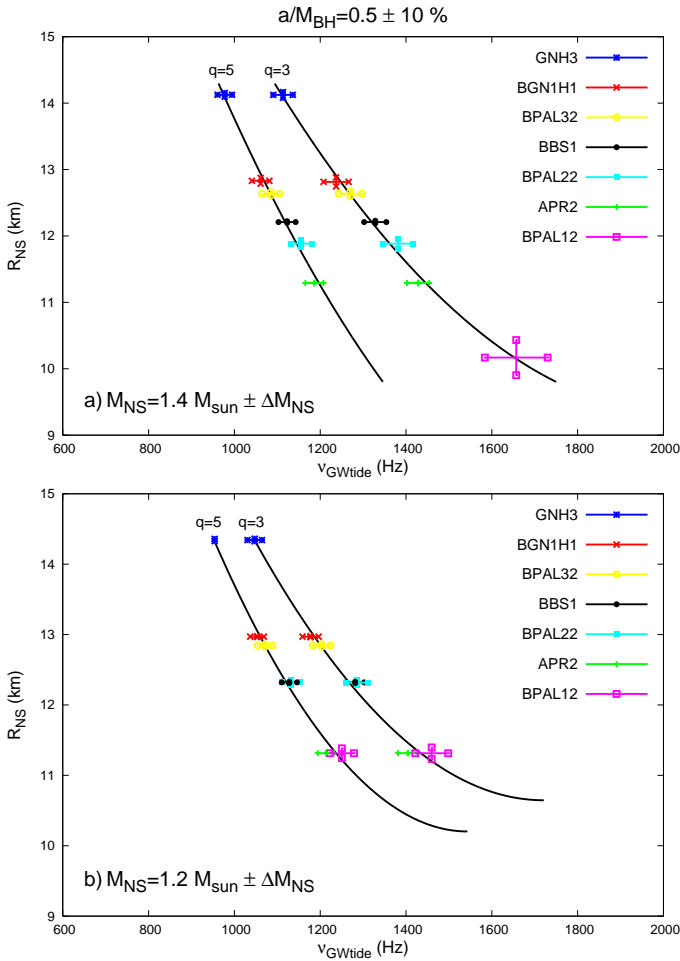 a/M_BH=0.5 ± 10 %
15
14
13
12
11
10
9
R_NS (km)
q=5 q=3
GNH3
BGN1H1
BPAL32
BBS1
BPAL22
APR2
BPAL12
a) M_NS=1.4 M_sun ± ΔM_NS
600 800 1000 1200 1400 1600 1800 2000
ν_GWtide (Hz)
15
14
13
12
11
10
9
R_NS (km)
q=5 q=3
GNH3
BGN1H1
BPAL32
BBS1
BPAL22
APR2
BPAL12
b) M_NS=1.2 M_sun ± ΔM_NS
600 800 1000 1200 1400 1600 1800 2000
ν_GWtide (Hz)